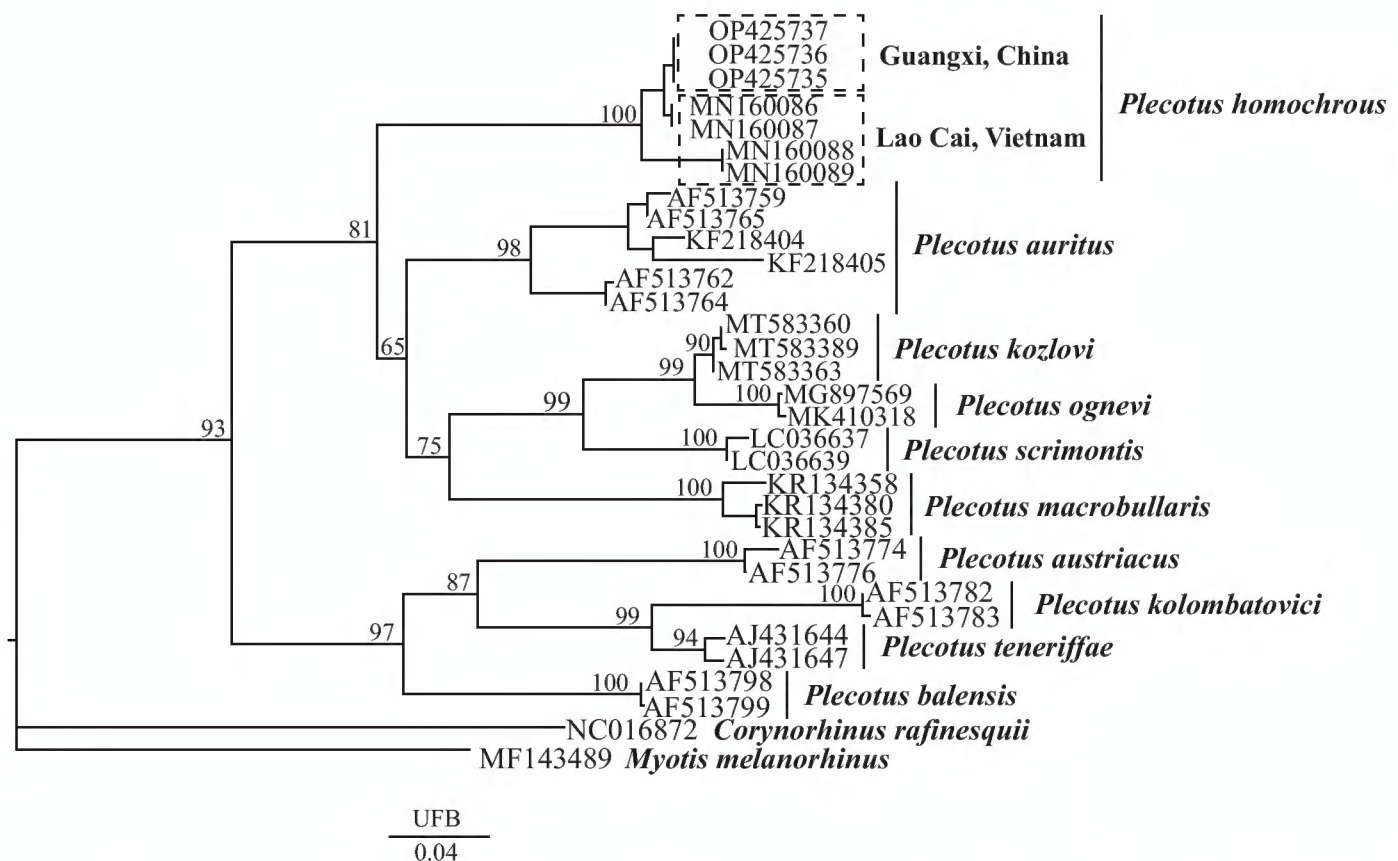 OP425737
OP425736
OP425735
Guangxi, China
MN160086
MN160087
MN160088
MN160089
Lao Cai, Vietnam
Plecotus homochrous
100
AF513759
AF513765
KF218404
KF218405
AF513762
AF513764
Plecotus auritus
81
98
65
MT583360
MT583389
MT583363
Plecotus kozlovi
90
99
MG897569
MK410318
Plecotus ognevi
100
99
LC036637
LC036639
Plecotus scrimontis
100
93
75
KR134358
KR134380
KR134385
Plecotus macrobullaris
100
AF513774
AF513776
Plecotus austriacus
100
87
AF513782
AF513783
Plecotus kolombatovici
100
99
AJ431644
AJ431647
Plecotus teneriffae
94
97
AF513798
AF513799
Plecotus balensis
100
NC016872 Corynorhinus rafinesquii
MF143489 Myotis melanorhinus
UFB
0.04